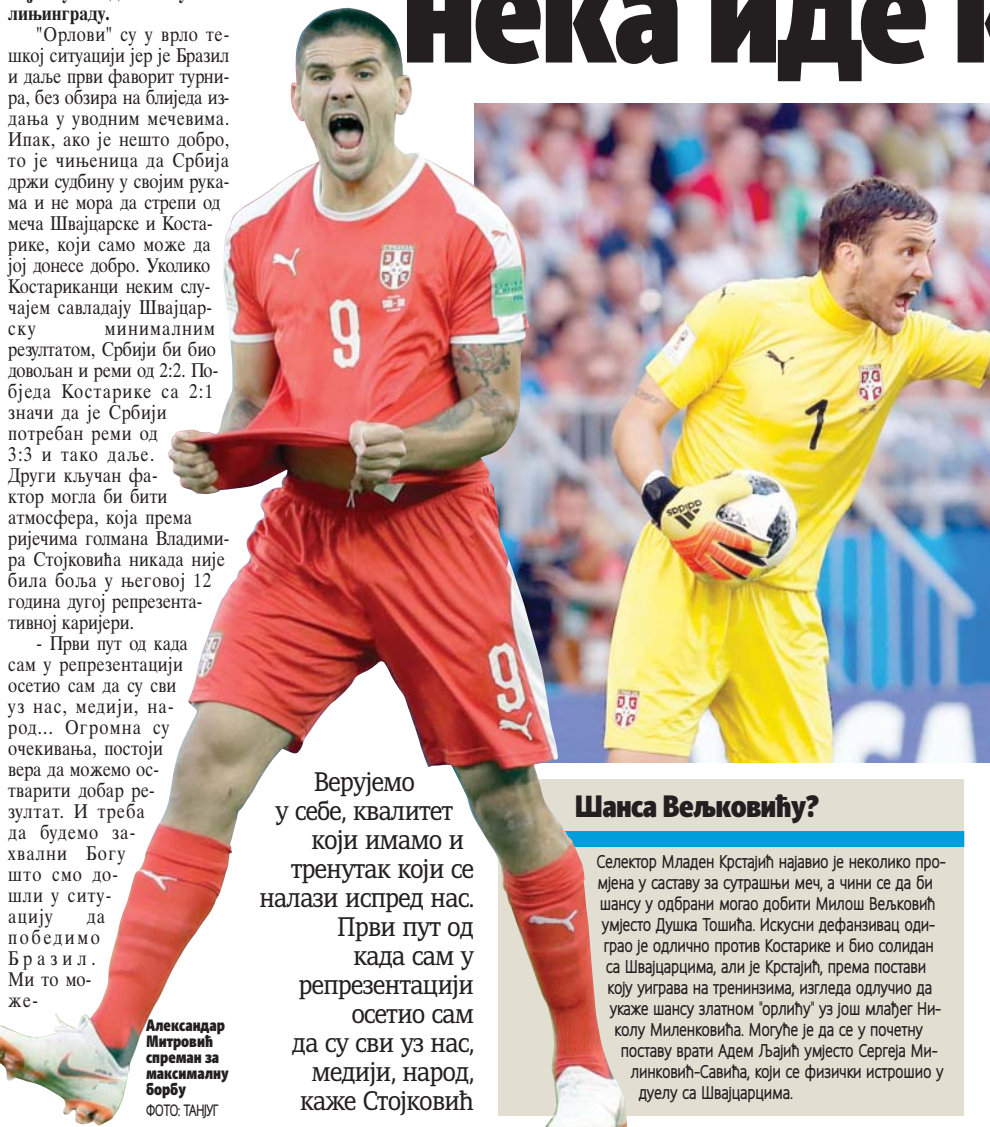 нека иде к
лињинграду.
"Орлови" су у врло те-
шкој ситуацији јер је Бразил
и даље први фаворит турни-
ра, без обзира на блиједа из-
дања у уводним мечевима.
Ипак, ако је нешто добро,
то је чињеница да Србија
држи судбину у својим рука-
ма и не мора да стрепи од
меча Швајцарске и Коста-
рике, који само може да
јој донесе добро. Уколико
Костариканци неким слу-
чајем савладају Швајцар-
ску минималним
резултатом, Србији би био
довољан и реми од 2:2. По-
бједа Костарике са 2:1
значи да је Србији
потребан реми од
3:3 и тако даље.
Други кључан фа-
ктор могла би бити
атмосфера, која према
ријечима голмана Владими-
ра Стојковића никада није
била боља у његовој 12
година дугој репрезента-
тивној каријери.
- Први пут од када
сам у репрезентацији
осетио сам да су сви
уз нас, медији, на-
род... Огромна су
очекивања, постоји
вера да можемо ос-
тварити добар ре-
зултат. И треба
да будемо за-
хвални Богу
што смо до-
шли у ситу-
ацију да
победимо
Бразил.
Ми то мо-
же-
9
9
Александар
Митровић
спреман за
максималну
борбу
ФОТО: ТАНЈУГ
Верујемо
у себе, квалитет
који имамо и
тренутак који се
налази испред нас.
Први пут од
када сам у
репрезентацији
осетио сам
да су сви уз нас,
медији, народ,
каже Стојковић
1
adidas
Шанса Вељковићу?
Селектор Младен Крстајић најавио је неколико про-
мјена у саставу за сутрашњи меч, а чини се да би
шансу у одбрани могао добити Милош Вељковић
умјесто Душка Тошића. Искусни дефанзивац оди-
грао је одлично против Костарике и био солидан
са Швајцарцима, али је Крстајић, према постави
коју уиграва на тренинзима, изгледа одлучио да
укаже шансу златном "орлићу" уз још млађег Ни-
колу Миленковића. Могуће је да се у почетну
поставу врати Адем Љајић умјесто Сергеја Ми-
линковић-Савића, који се физички истрошио у
дуелу са Швајцарцима.